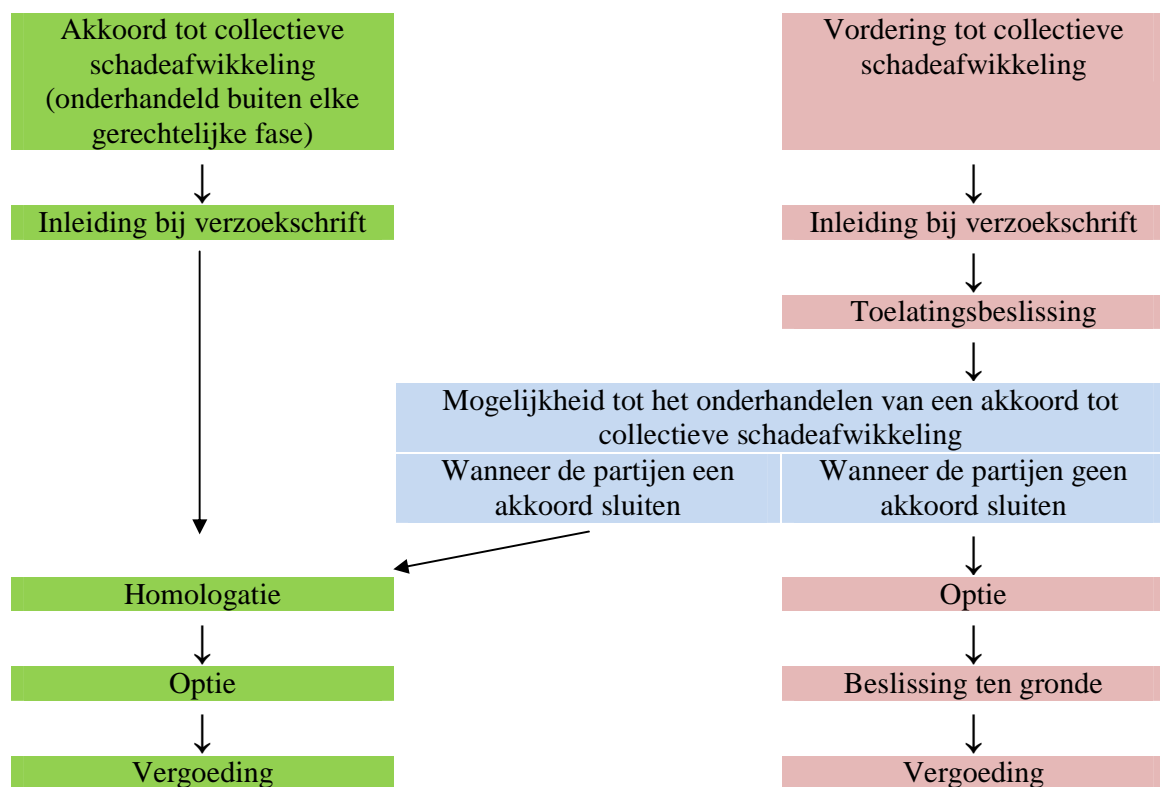 Akkoord tot collectieve
schadeafwikkeling
(onderhandeld buiten elke
gerechtelijke fase)
Vordering tot collectieve
schadeafwikkeling
Inleiding bij verzoekschrift
Inleiding bij verzoekschrift
Toelatingsbeslissing
Mogelijkheid tot het onderhandelen van een akkoord tot
collectieve schadeafwikkeling
Wanneer de partijen een
akkoord sluiten
Wanneer de partijen geen
akkoord sluiten
Homologatie
Optie
Optie
Beslissing ten gronde
Vergoeding
Vergoeding